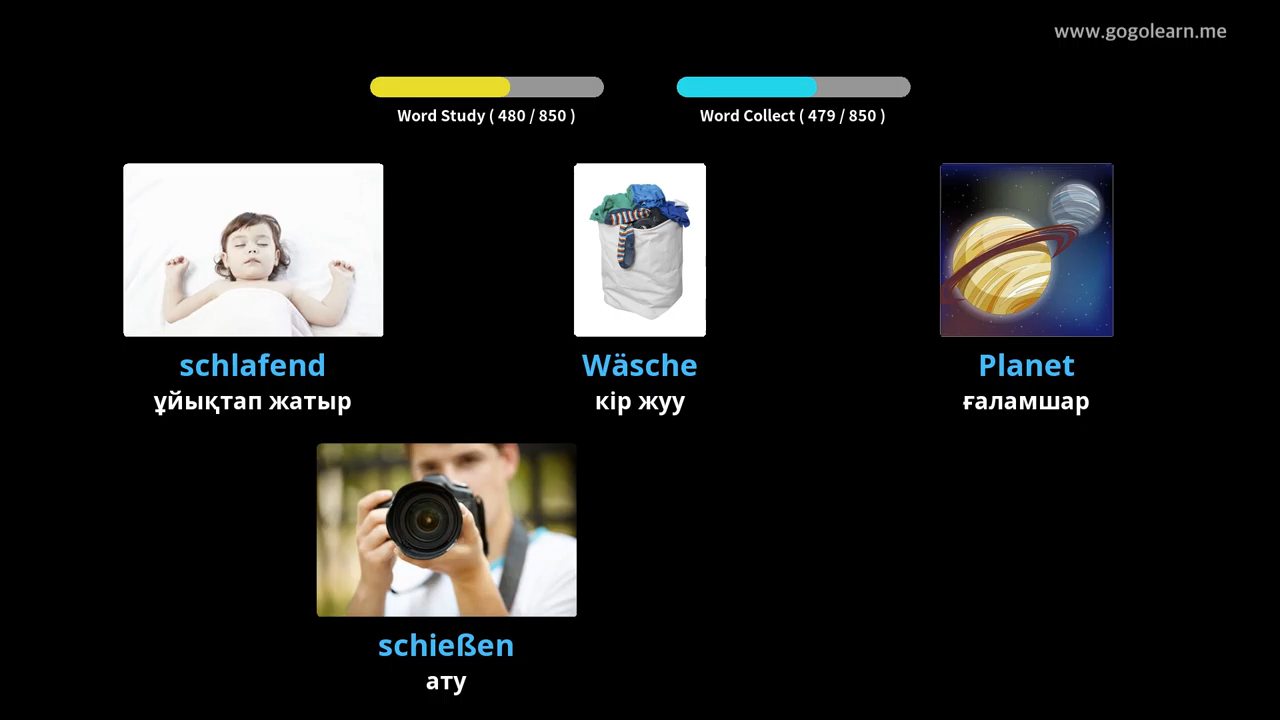 www.gogolearn.me
Word Study ( 480 / 850 )
Word Collect ( 479 / 850 )
schlafend
ұйықтап жатыр
Wäsche
кір жуу
Planet
ғаламшар
schießen
ату